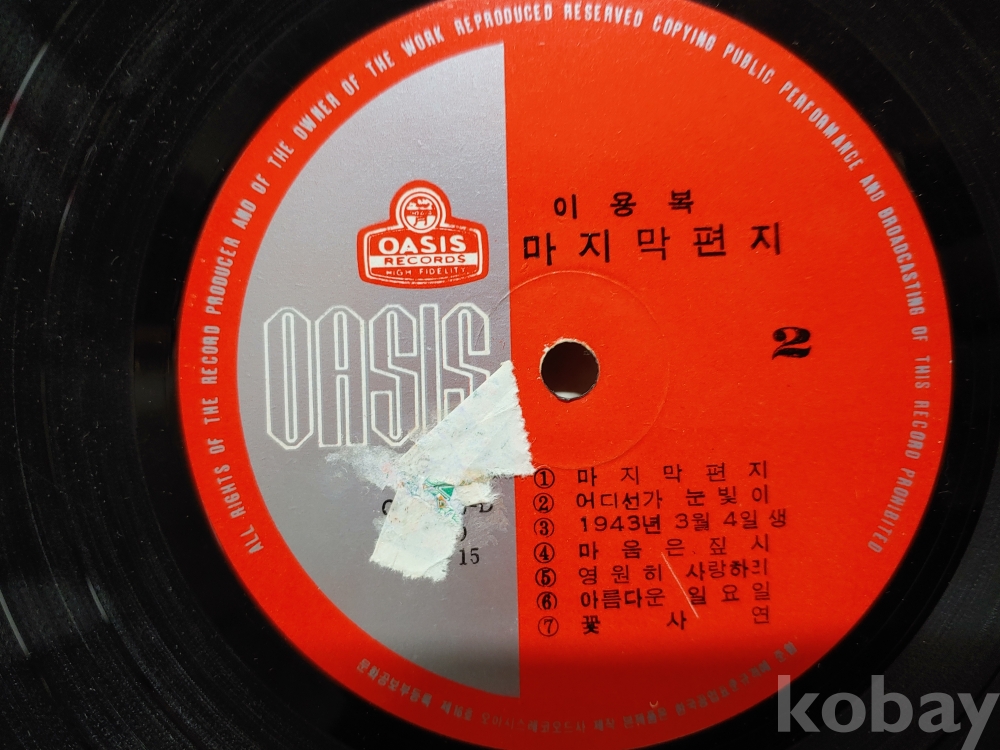 ALL RIGHTS OF THE RECORD PRODUCER AND OF THE OWNER OF THE WORK REPRODUCED RESERVED COPYING PUBLIC PERFORMANCE AND BROADCASTING OF THIS RECORD PROHIBITED
이용복
마지막편지
OASIS
RECORDS
HIGH FIDELITY
OASIS
2
15
① 마지막편지
② 어디선가 눈빛이
③ 1943년 3월 4일생
④ 마음은 짚시
⑤ 영원히 사랑하리
⑥ 아름다운 일요일
⑦ 꽃사연
kobay